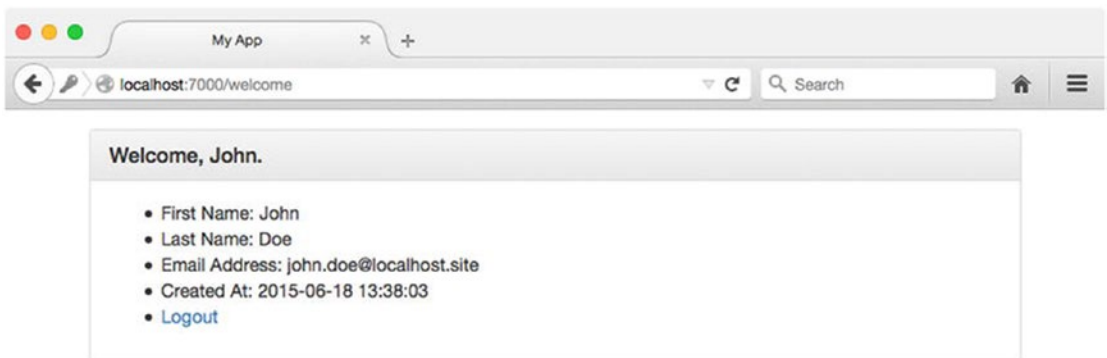 My App
localhost:7000/welcome
Search
Welcome, John.
First Name: John
Last Name: Doe
Email Address: john.doe@localhost.site
Created At: 2015-06-18 13:38:03
Logout